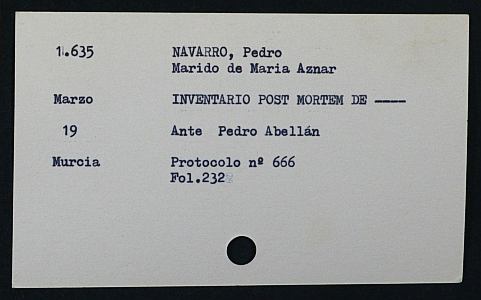 1.635 NAVARRO, Pedro
Marido de Maria Aznar
Marzo INVENTARIO POST MORTEM DE ----
19 Ante Pedro Abellán
Murcia Protocolo nº 666
Fol.232